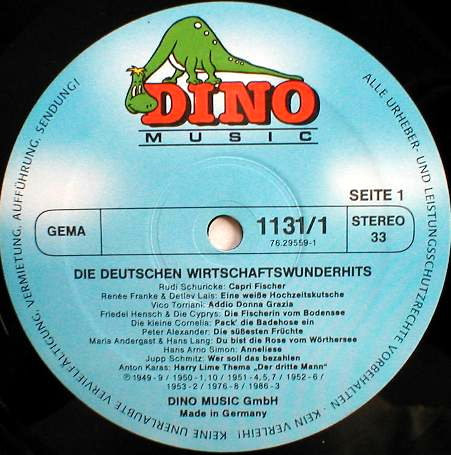 DINO
MUSIC
SEITE 1
GEMA
1131/1
76.29559-1
STEREO
33
DIE DEUTSCHEN WIRTSCHAFTSWUNDERHITS
Rudi Schuricke: Capri Fischer
Renée Franke & Detlev Lais: Eine weiße Hochzeitskutsche
Vico Torriani: Addio Donna Grazia
Friedel Hensch & Die Cyprys: Die Fischerin vom Bodensee
Die kleine Cornelia: Pack' die Badehose ein
Peter Alexander: Die süßesten Früchte
Maria Andergast & Hans Lang: Du bist die Rose vom Wörthersee
Hans Arno Simon: Anneliese
Jupp Schmitz: Wer soll das bezahlen
Anton Karas: Harry Lime Thema „Der dritte Mann"
Ⓟ 1949 - 9 / 1950 - 1, 10 / 1951 - 4, 5, 7 / 1952 - 6 /
1953 - 2 / 1976 - 8 / 1986 - 3
DINO MUSIC GmbH
Made in Germany
ALLE URHEBER- UND LEISTUNGSSCHUTZRECHTE VORBEHALTEN · KEIN VERLEIH! · KEINE UNERLAUBTE VERVIELFÄLTIGUNG, VERMIETUNG, AUFFÜHRUNG, SENDUNG!